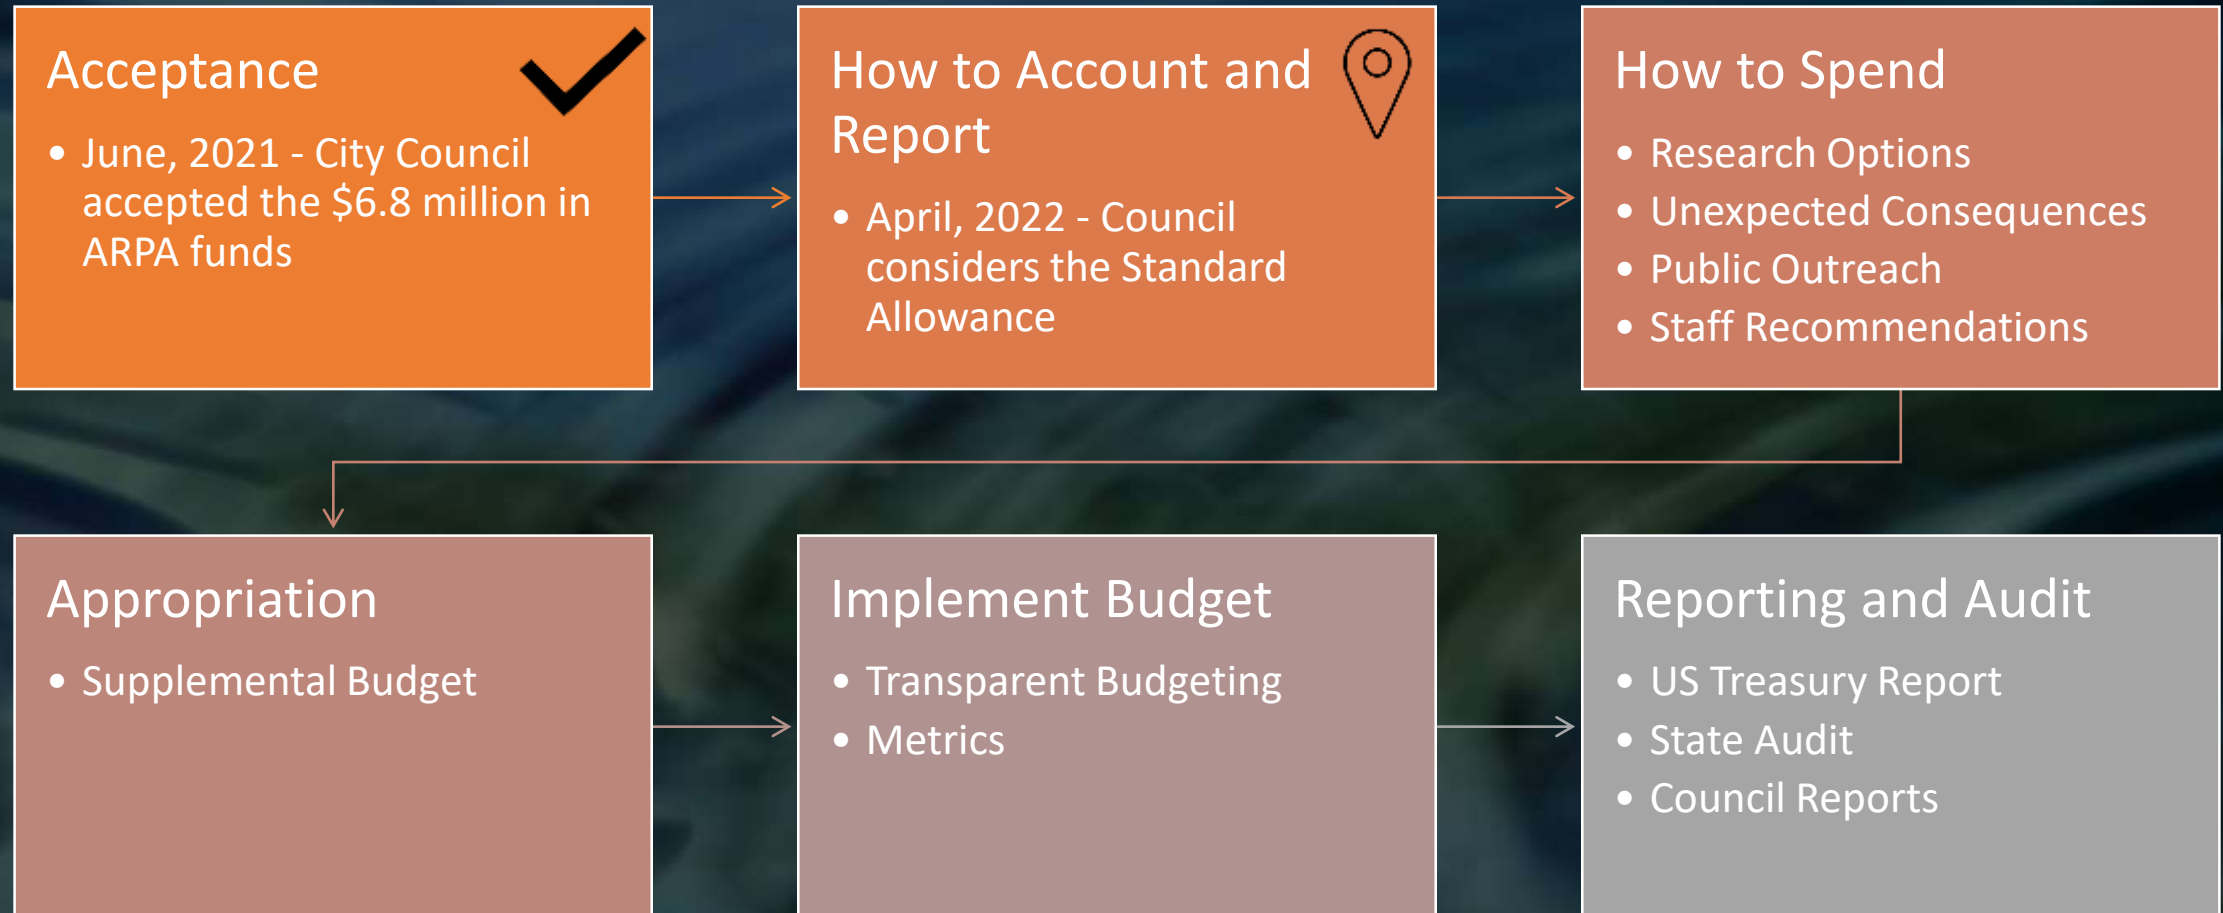 Acceptance
• June, 2021 - City Council
accepted the $6.8 million in
ARPA funds
How to Account and
Report
• April, 2022 - Council
considers the Standard
Allowance
How to Spend
• Research Options
• Unexpected Consequences
• Public Outreach
• Staff Recommendations
Appropriation
• Supplemental Budget
Implement Budget
• Transparent Budgeting
• Metrics
Reporting and Audit
• US Treasury Report
• State Audit
• Council Reports